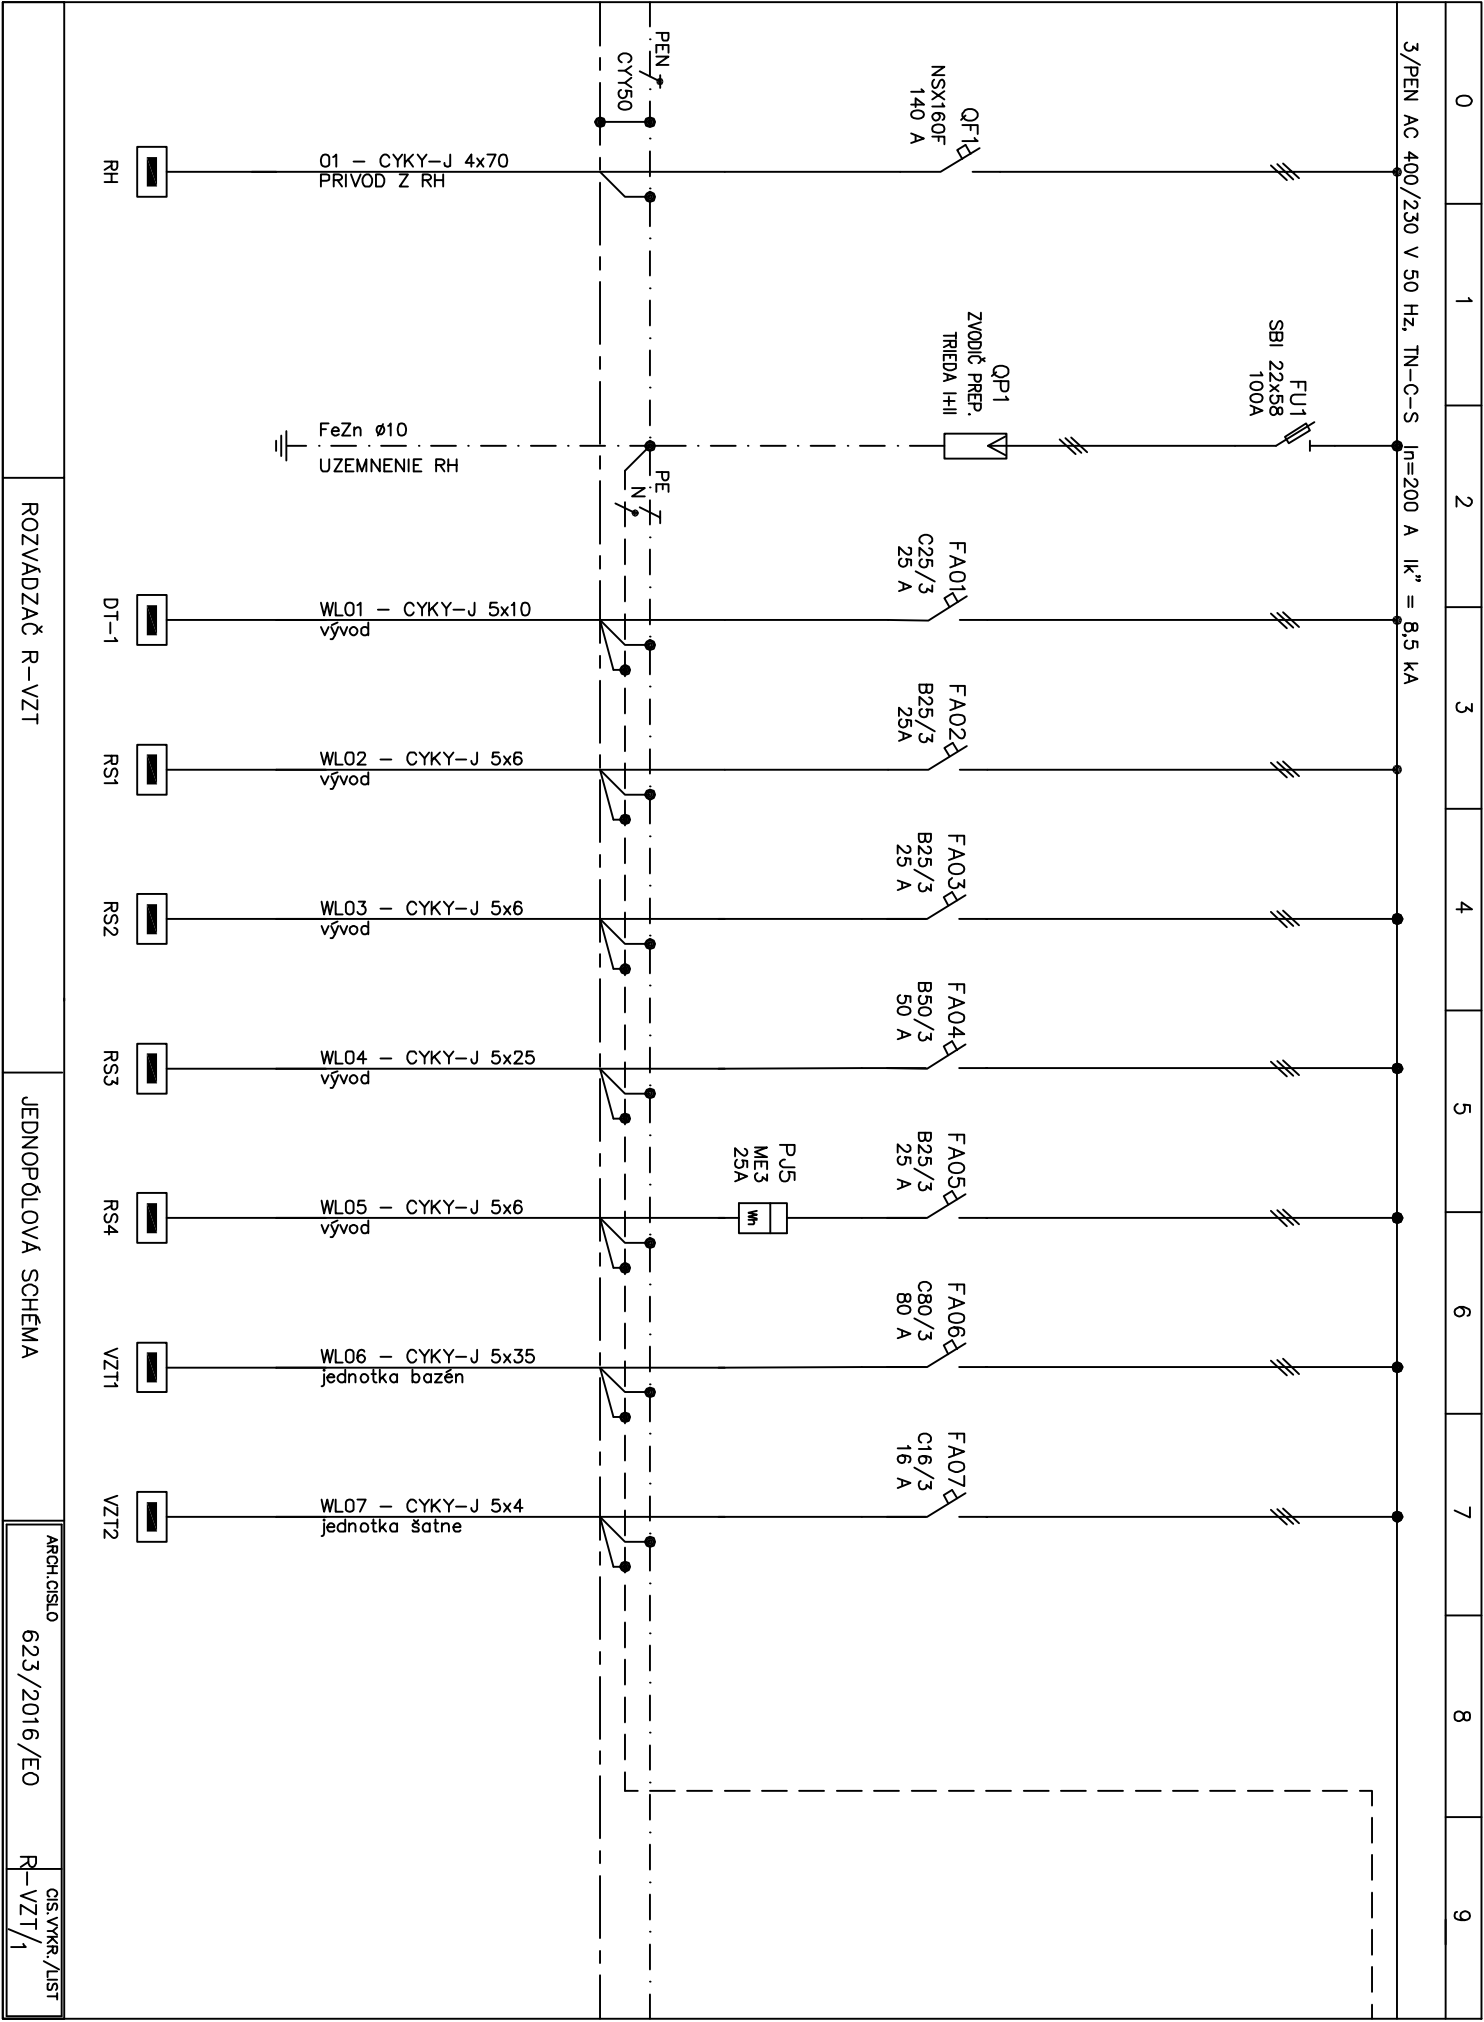 0
1
2
3
4
5
6
7
8
9
3/PEN AC 400/230 V 50 Hz, TN-C-S In=200 A Ik" = 8,5 kA
FU1
SBI 22x58
100A
QF1
NSX160F
140 A
QP1
ZVODIČ PREP.
TRIEDA I+II
FA01
C25/3
25 A
FA02
B25/3
25A
FA03
B25/3
25 A
FA04
B50/3
50 A
FA05
B25/3
25 A
FA06
C80/3
80 A
FA07
C16/3
16 A
PJ5
ME3
25A
Wh
PEN
CYY50
PE
N
01 - CYKY-J 4x70
PRIVOD Z RH
FeZn ø10
UZEMNENIE RH
WL01 - CYKY-J 5x10
vývod
WL02 - CYKY-J 5x6
vývod
WL03 - CYKY-J 5x6
vývod
WL04 - CYKY-J 5x25
vývod
WL05 - CYKY-J 5x6
vývod
WL06 - CYKY-J 5x35
jednotka bazén
WL07 - CYKY-J 5x4
jednotka šatne
RH
DT-1
RS1
RS2
RS3
RS4
VZT1
VZT2
ROZVÁDZAČ R-VZT
JEDNOPÓLOVÁ SCHÉMA
ARCH.CISLO
623/2016/EO
CIS.VYKR./LIST
R-VZT/1